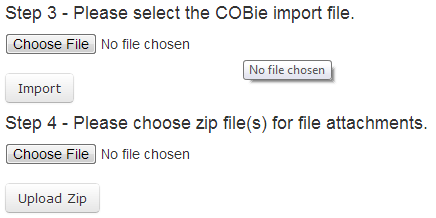 Step 3 - Please select the COBie import file.
Choose File No file chosen
No file chosen
Import
Step 4 - Please choose zip file(s) for file attachments.
Choose File No file chosen
Upload Zip